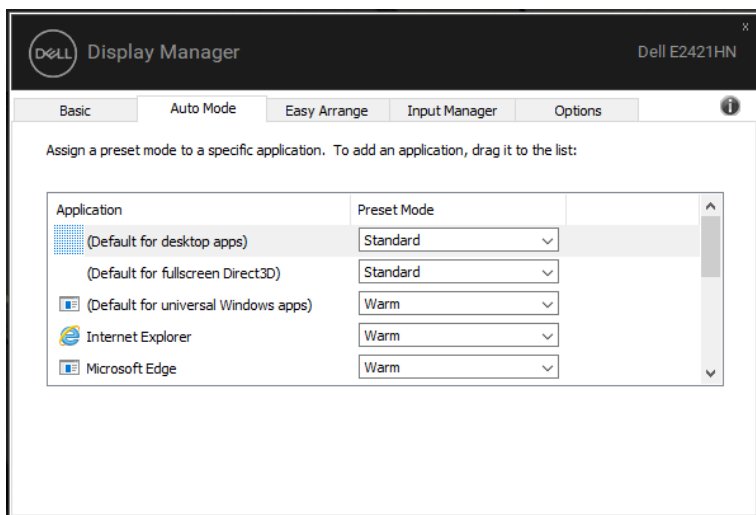 x
DELL Display Manager Dell E2421HN
Basic Auto Mode Easy Arrange Input Manager Options
Assign a preset mode to a specific application. To add an application, drag it to the list:
Application Preset Mode
(Default for desktop apps) Standard
(Default for fullscreen Direct3D) Standard
(Default for universal Windows apps) Warm
Internet Explorer Warm
Microsoft Edge Warm